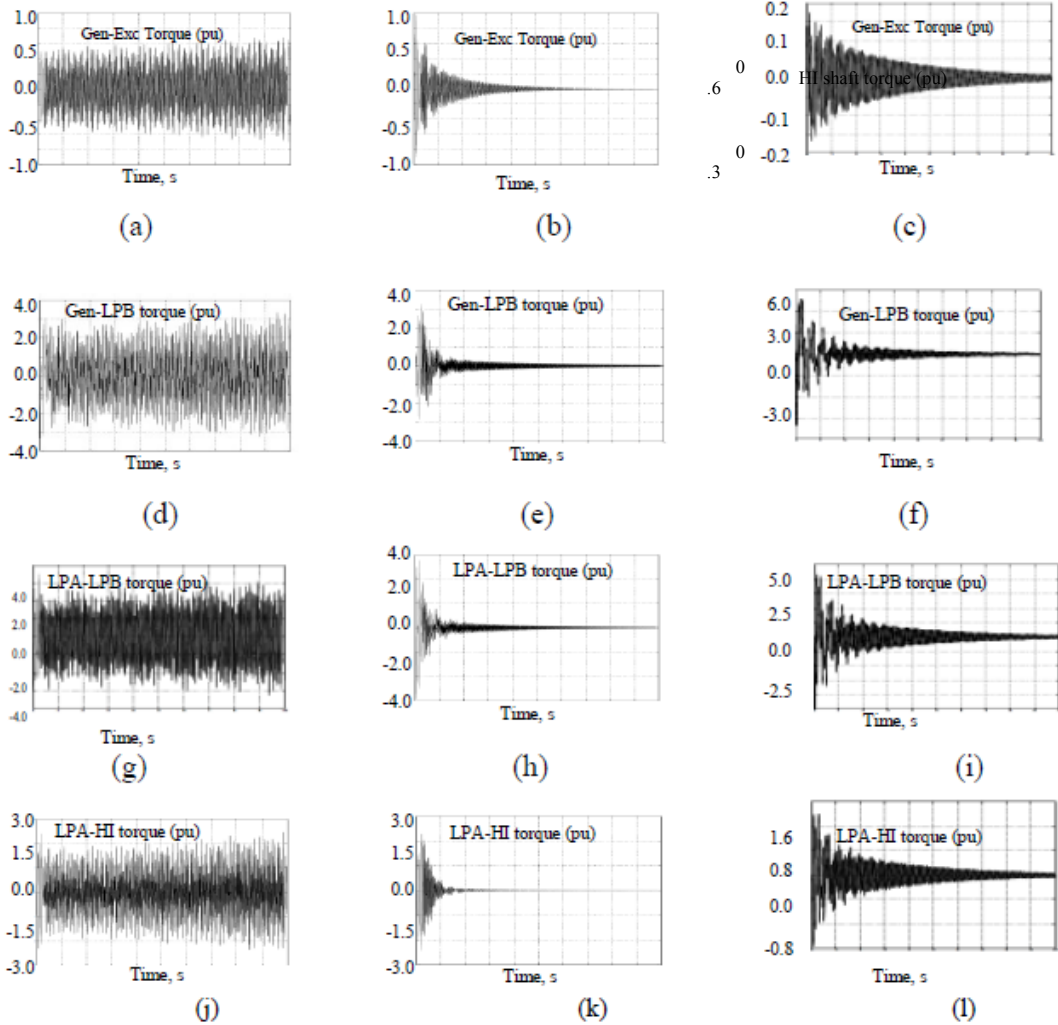 1.0
0.5
0.0
-0.5
-1.0
Gen-Exc Torque (pu)
Time, s
(a)
1.0
0.5
0.0
-0.5
-1.0
Gen-Exc Torque (pu)
Time, s
(b)
0
.6
0
.3
0.2
0.1
0.0
-0.1
-0.2
Gen-Exc Torque (pu)
HI shaft torque (pu)
Time, s
(c)
4.0
2.0
0.0
-2.0
-4.0
Gen-LPB torque (pu)
Time, s
(d)
4.0
2.0
0.0
-2.0
-4.0
Gen-LPB torque (pu)
Time, s
(e)
6.0
3.0
0.0
-3.0
Gen-LPB torque (pu)
Time, s
(f)
4.0
2.0
0.0
-2.0
-4.0
LPA-LPB torque (pu)
Time, s
(g)
4.0
2.0
0.0
-2.0
-4.0
LPA-LPB torque (pu)
Time, s
(h)
5.0
2.5
0.0
-2.5
LPA-LPB torque (pu)
Time, s
(i)
3.0
1.5
0.0
-1.5
-3.0
LPA-HI torque (pu)
Time, s
(j)
3.0
1.5
0.0
-1.5
-3.0
LPA-HI torque (pu)
Time, s
(k)
1.6
0.8
0.0
-0.8
LPA-HI torque (pu)
Time, s
(l)